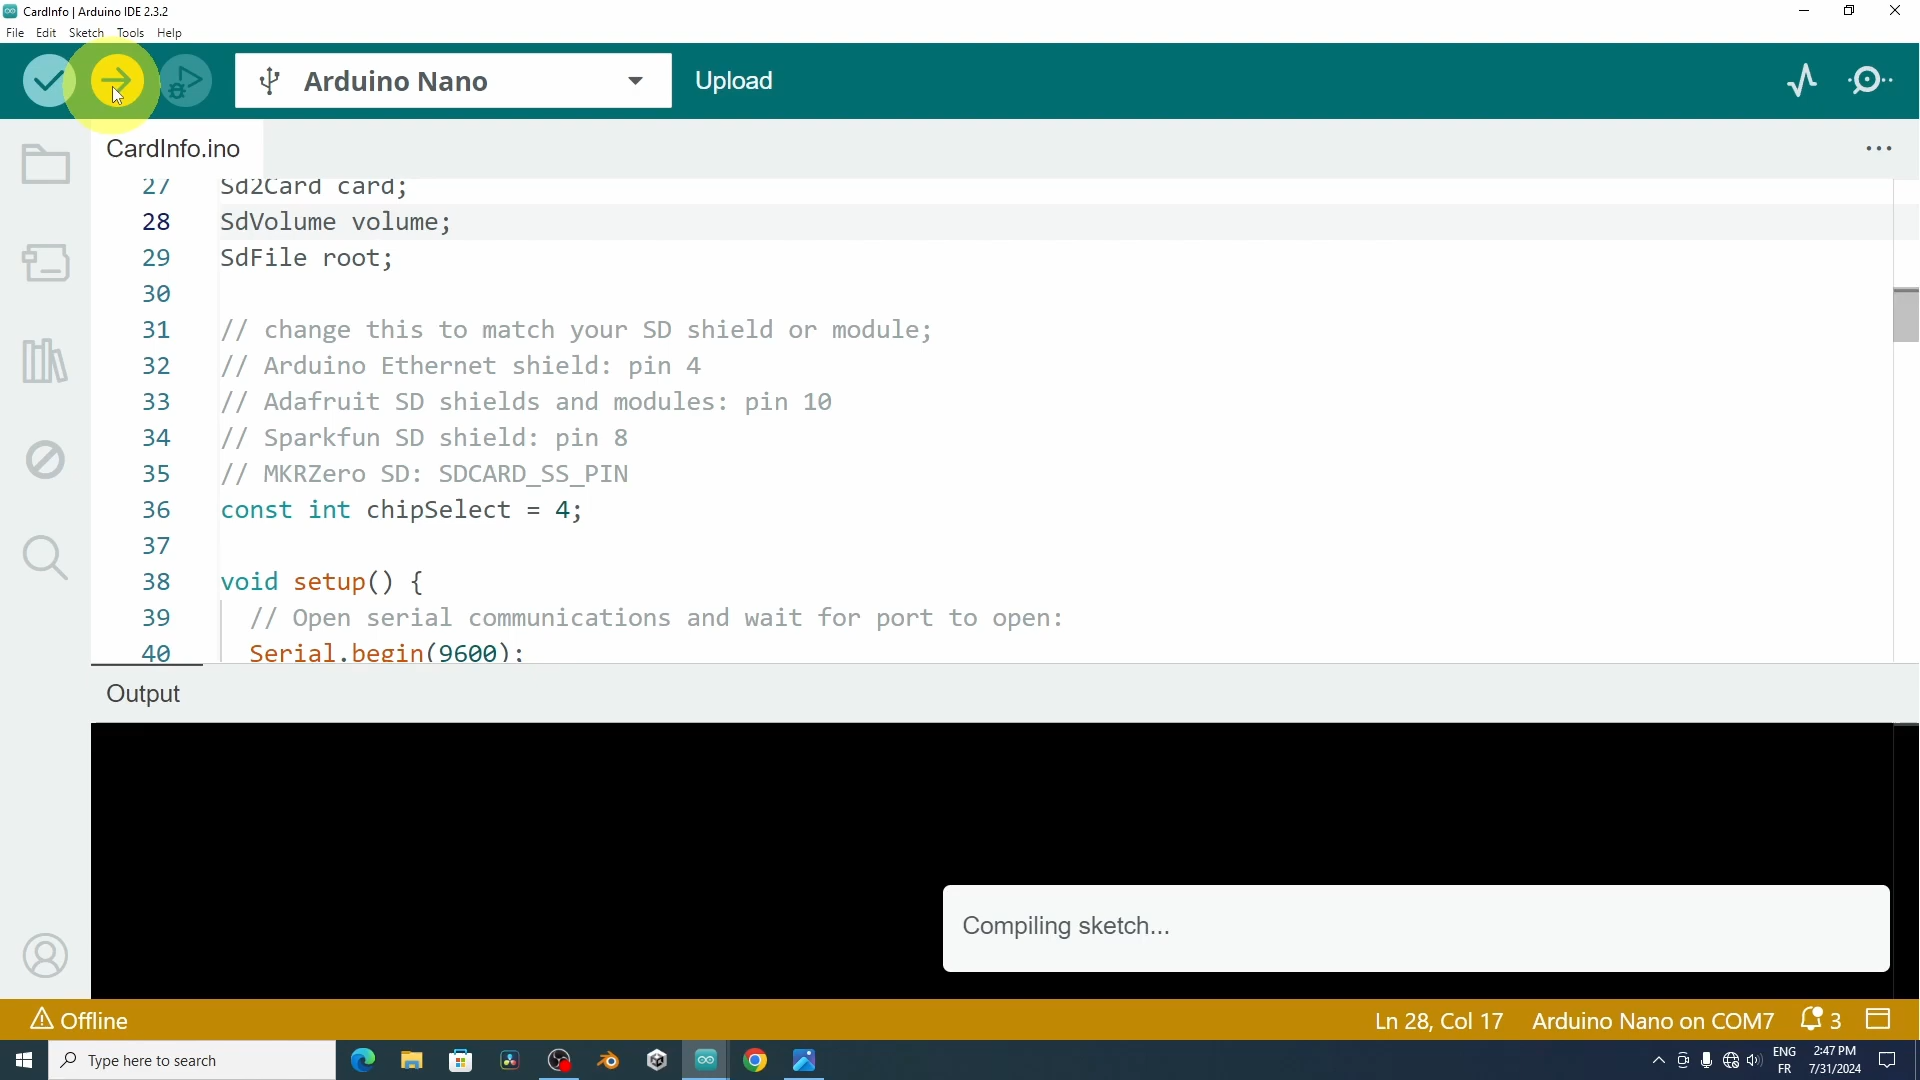 CardInfo | Arduino IDE 2.3.2
File Edit Sketch Tools Help
Arduino Nano Upload
CardInfo.ino
27 Sd2Card card;
28 SdVolume volume;
29 SdFile root;
30
31 // change this to match your SD shield or module;
32 // Arduino Ethernet shield: pin 4
33 // Adafruit SD shields and modules: pin 10
34 // Sparkfun SD shield: pin 8
35 // MKRZero SD: SDCARD_SS_PIN
36 const int chipSelect = 4;
37
38 void setup() {
39 // Open serial communications and wait for port to open:
40 Serial.begin(9600);
Output
Compiling sketch...
Offline Ln 28, Col 17 Arduino Nano on COM7 3
Type here to search
ENG
FR
2:47 PM
7/31/2024